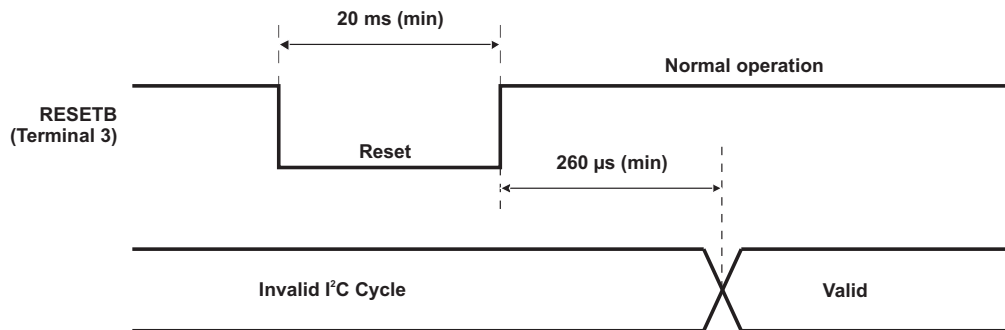 20 ms (min)
Normal operation
RESETB
(Terminal 3)
Reset
260 µs (min)
Invalid I²C Cycle
Valid